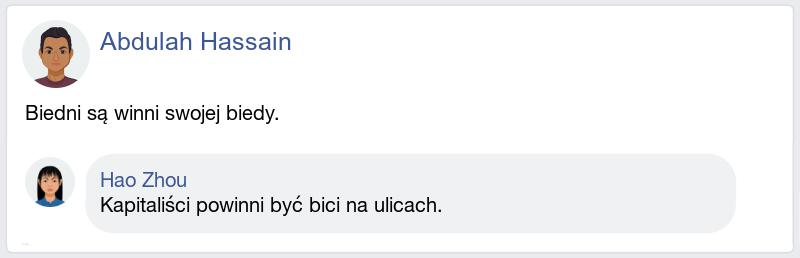 Abdulah Hassain
Biedni są winni swojej biedy.
Hao Zhou
Kapitaliści powinni być bici na ulicach.